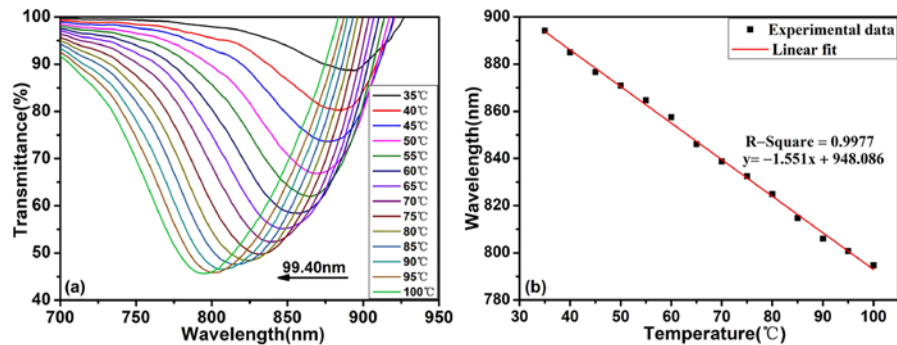 100
90
80
70
60
50
40
Transmittance(%)
35℃
40℃
45℃
50℃
55℃
60℃
65℃
70℃
75℃
80℃
85℃
90℃
95℃
100℃
99.40nm
(a)
700 750 800 850 900 950
Wavelength(nm)
900
880
860
840
820
800
780
Wavelength(nm)
Experimental data
Linear fit
R−Square = 0.9977
y= −1.551x + 948.086
(b)
30 40 50 60 70 80 90 100
Temperature(℃)